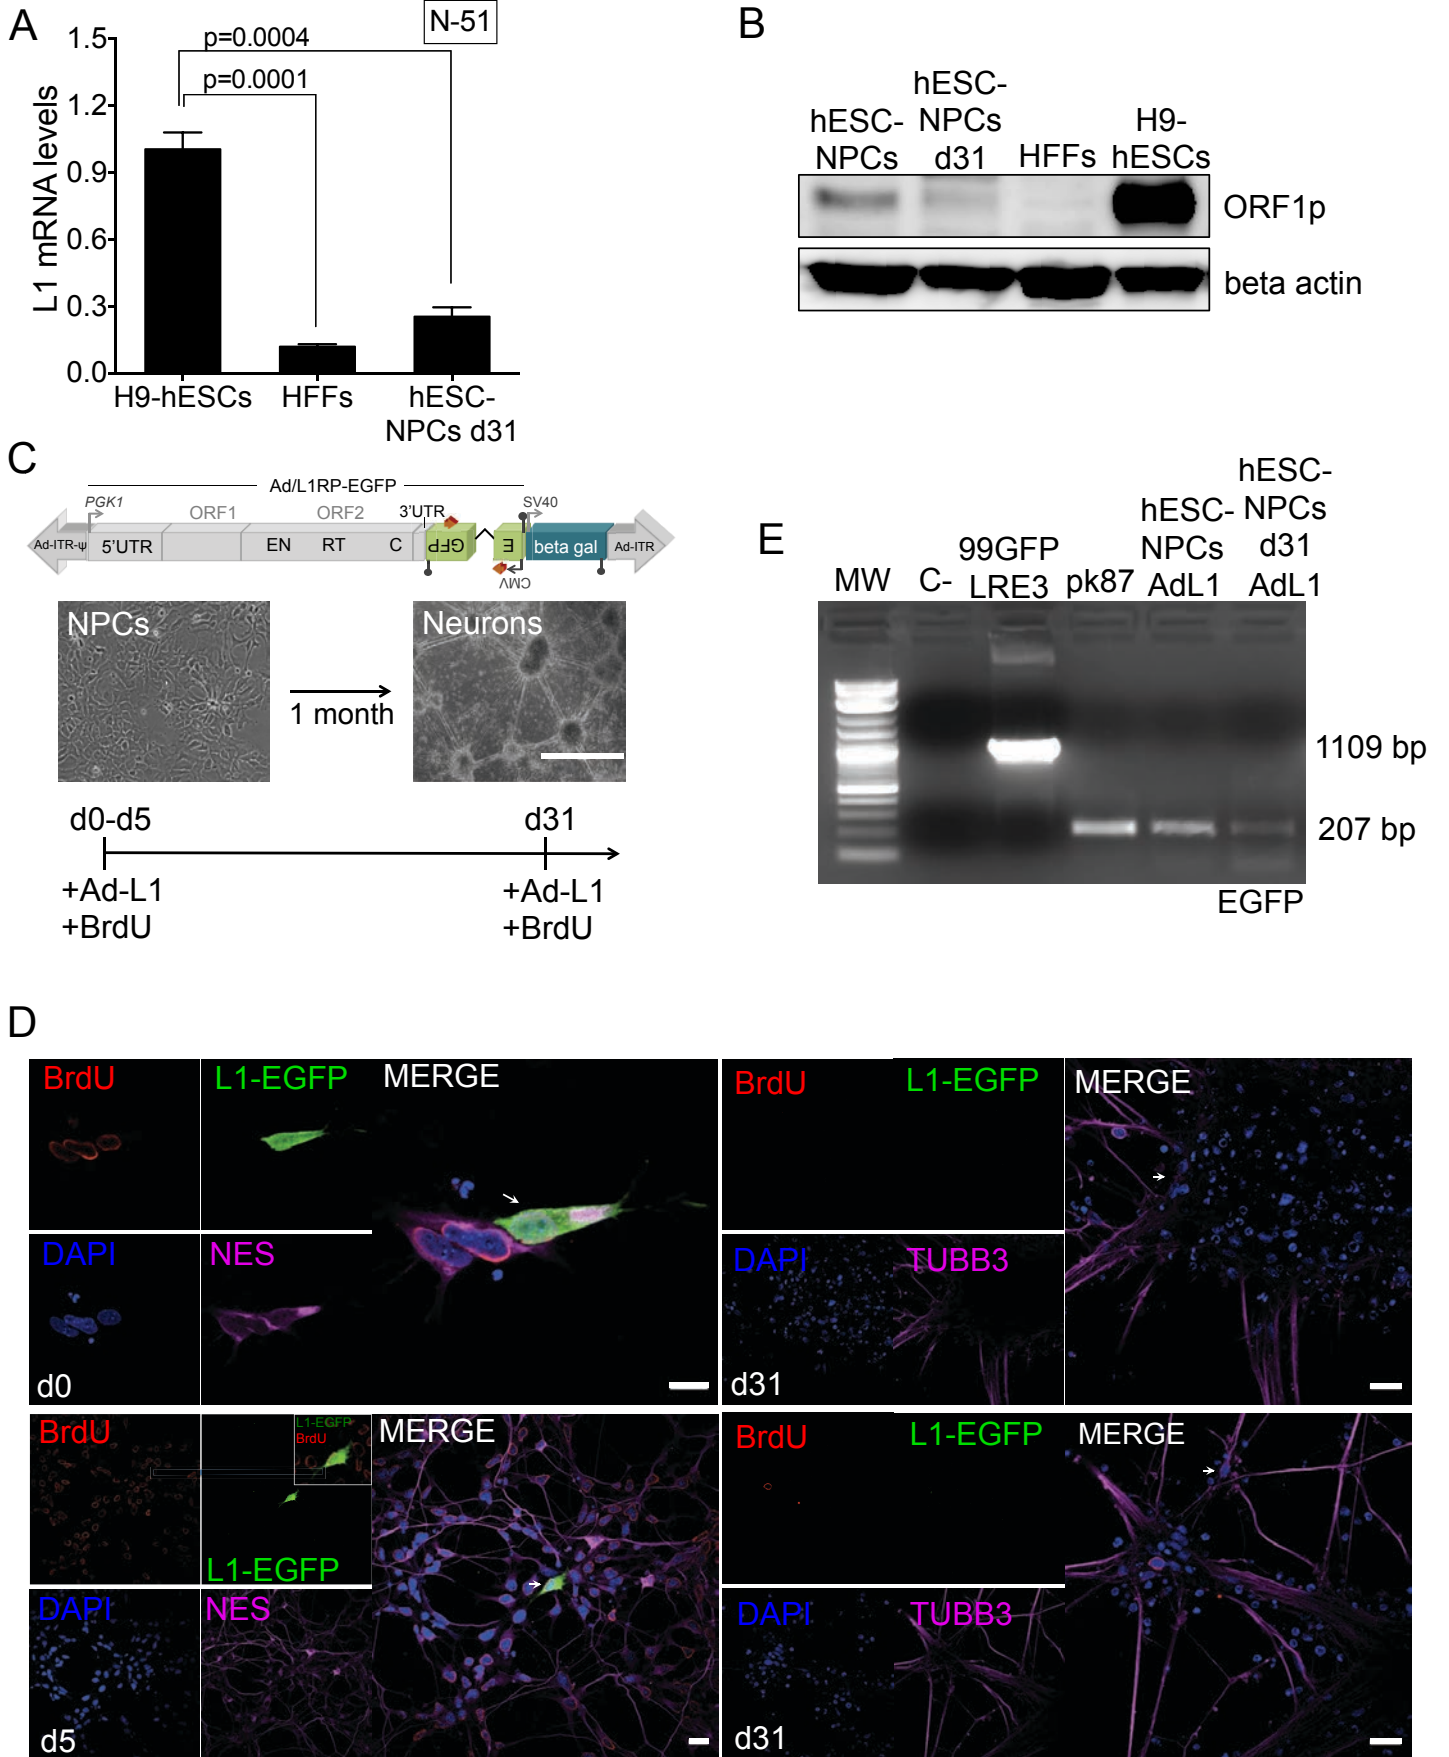 A
N-51
p=0.0004
p=0.0001
L1 mRNA levels
1.5
1.2
0.9
0.6
0.3
0.0
H9-hESCs
HFFs
hESC-
NPCs d31
B
hESC-
NPCs
hESC-
NPCs
d31
HFFs
H9-
hESCs
ORF1p
beta actin
C
Ad/L1RP-EGFP
PGK1
ORF1
ORF2
3'UTR
SV40
Ad-ITR-ψ
5'UTR
EN
RT
C
GFP
E
beta gal
Ad-ITR
CMV
NPCs
1 month
Neurons
d0-d5
d31
+Ad-L1
+BrdU
+Ad-L1
+BrdU
E
MW
C-
99GFP
LRE3
pk87
hESC-
NPCs
AdL1
hESC-
NPCs
d31
AdL1
1109 bp
207 bp
EGFP
D
BrdU
L1-EGFP
MERGE
DAPI
NES
d0
BrdU
L1-EGFP
MERGE
DAPI
TUBB3
d31
BrdU
L1-EGFP
BrdU
L1-EGFP
MERGE
DAPI
NES
d5
BrdU
L1-EGFP
MERGE
DAPI
TUBB3
d31